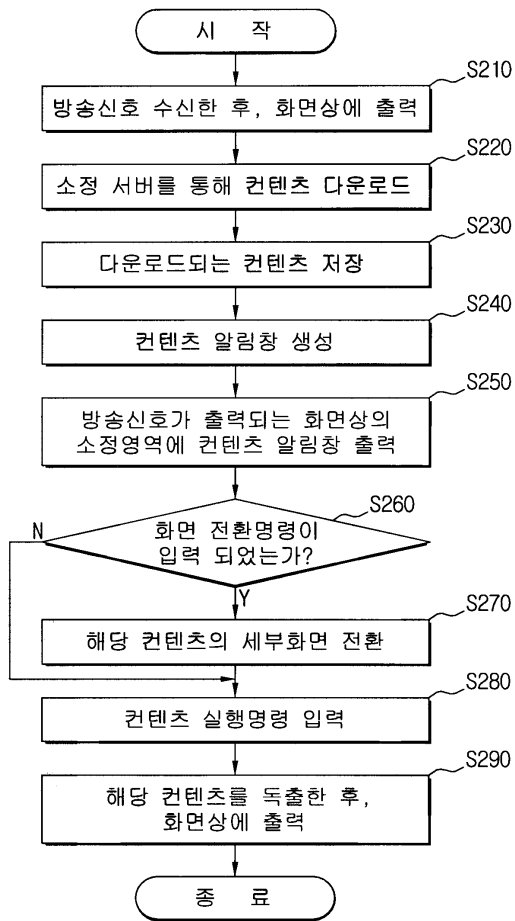 시 작
S210
방송신호 수신한 후, 화면상에 출력
S220
소정 서버를 통해 컨텐츠 다운로드
S230
다운로드되는 컨텐츠 저장
S240
컨텐츠 알림창 생성
S250
방송신호가 출력되는 화면상의
소정영역에 컨텐츠 알림창 출력
S260
N
화면 전환명령이
입력 되었는가?
Y
S270
해당 컨텐츠의 세부화면 전환
S280
컨텐츠 실행명령 입력
S290
해당 컨텐츠를 독출한 후,
화면상에 출력
종 료